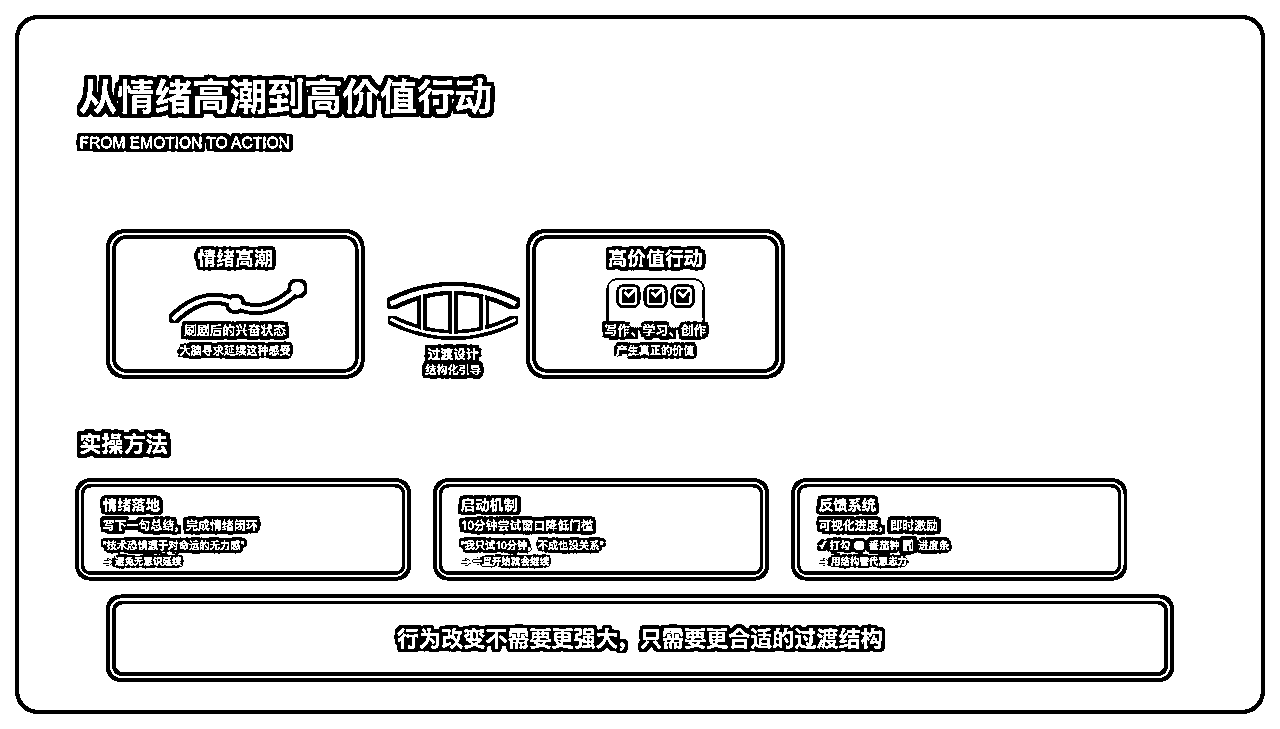 从情绪高潮到高价值行动
FROM EMOTION TO ACTION
情绪高潮
刷剧后的兴奋状态
大脑寻求延续这种感受
过渡设计
结构化引导
高价值行动
写作、学习、创作
产生真正的价值
实操方法
情绪落地
写下一句总结，完成情绪闭环
"技术恐惧源于对命运的无力感"
→ 避免无意识延续
启动机制
10分钟尝试窗口降低门槛
"我只试10分钟，不成也没关系"
→ 一旦开始就会继续
反馈系统
可视化进度，即时激励
✓ 打勾 番茄钟 进度条
→ 用结构替代意志力
行为改变不需要更强大，只需要更合适的过渡结构